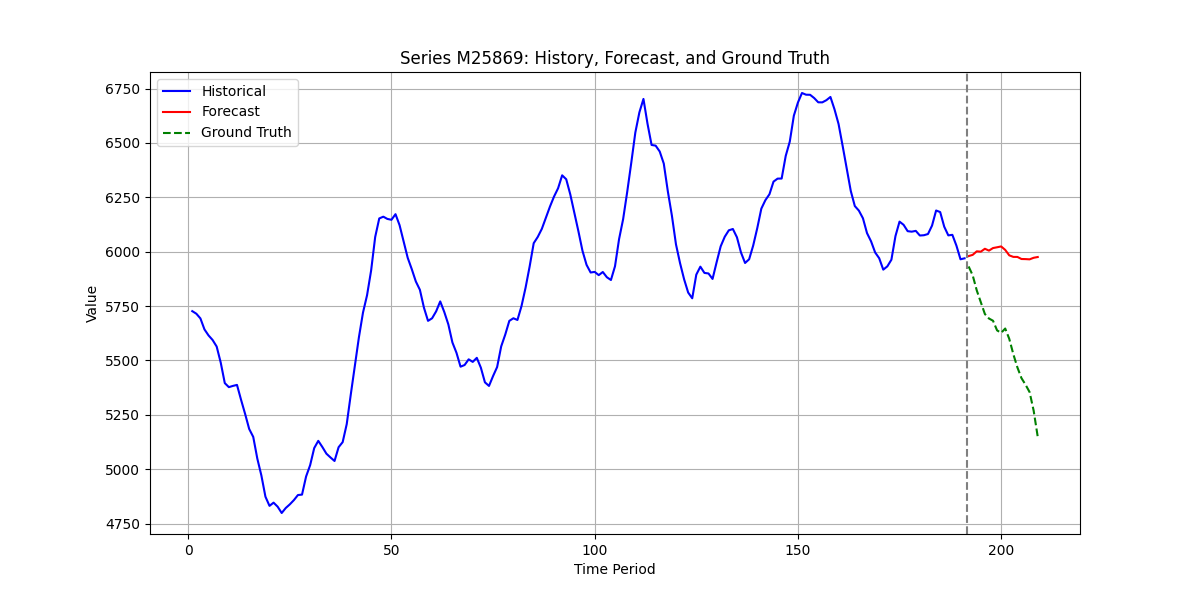 Series M25869: History, Forecast, and Ground Truth
Historical
Forecast
Ground Truth
6750
6500
6250
6000
5750
5500
5250
5000
4750
Value
0 50 100 150 200
Time Period